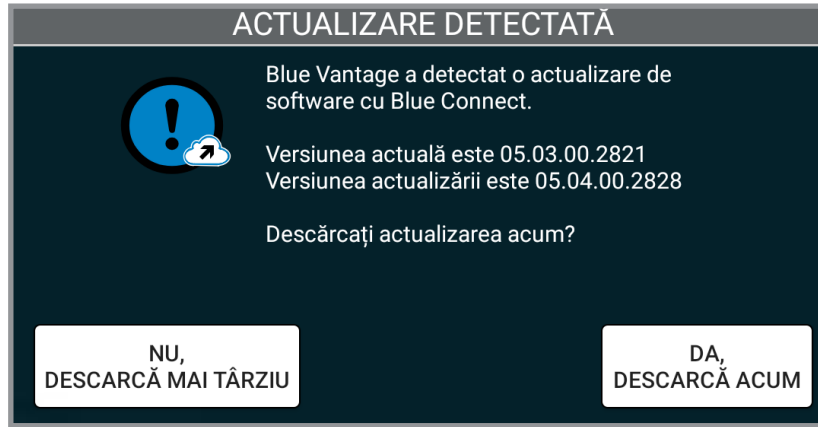 ACTUALIZARE DETECTATĂ
Blue Vantage a detectat o actualizare de
software cu Blue Connect.
Versiunea actuală este 05.03.00.2821
Versiunea actualizării este 05.04.00.2828
Descărcați actualizarea acum?
NU,
DESCARCĂ MAI TÂRZIU
DA,
DESCARCĂ ACUM